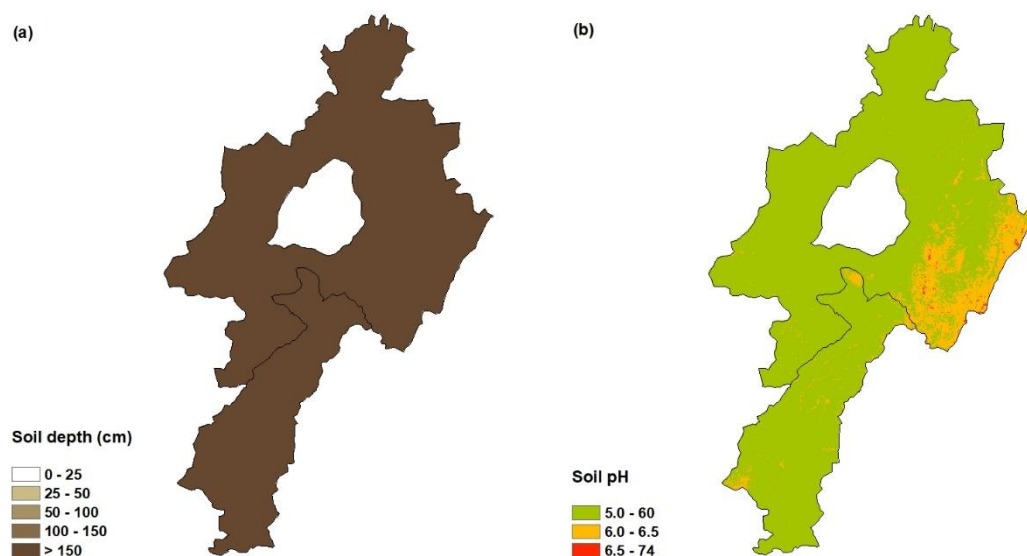 (a)
Soil depth (cm)
0 - 25
25 - 50
50 - 100
100 - 150
> 150
(b)
Soil pH
5.0 - 60
6.0 - 6.5
6.5 - 74